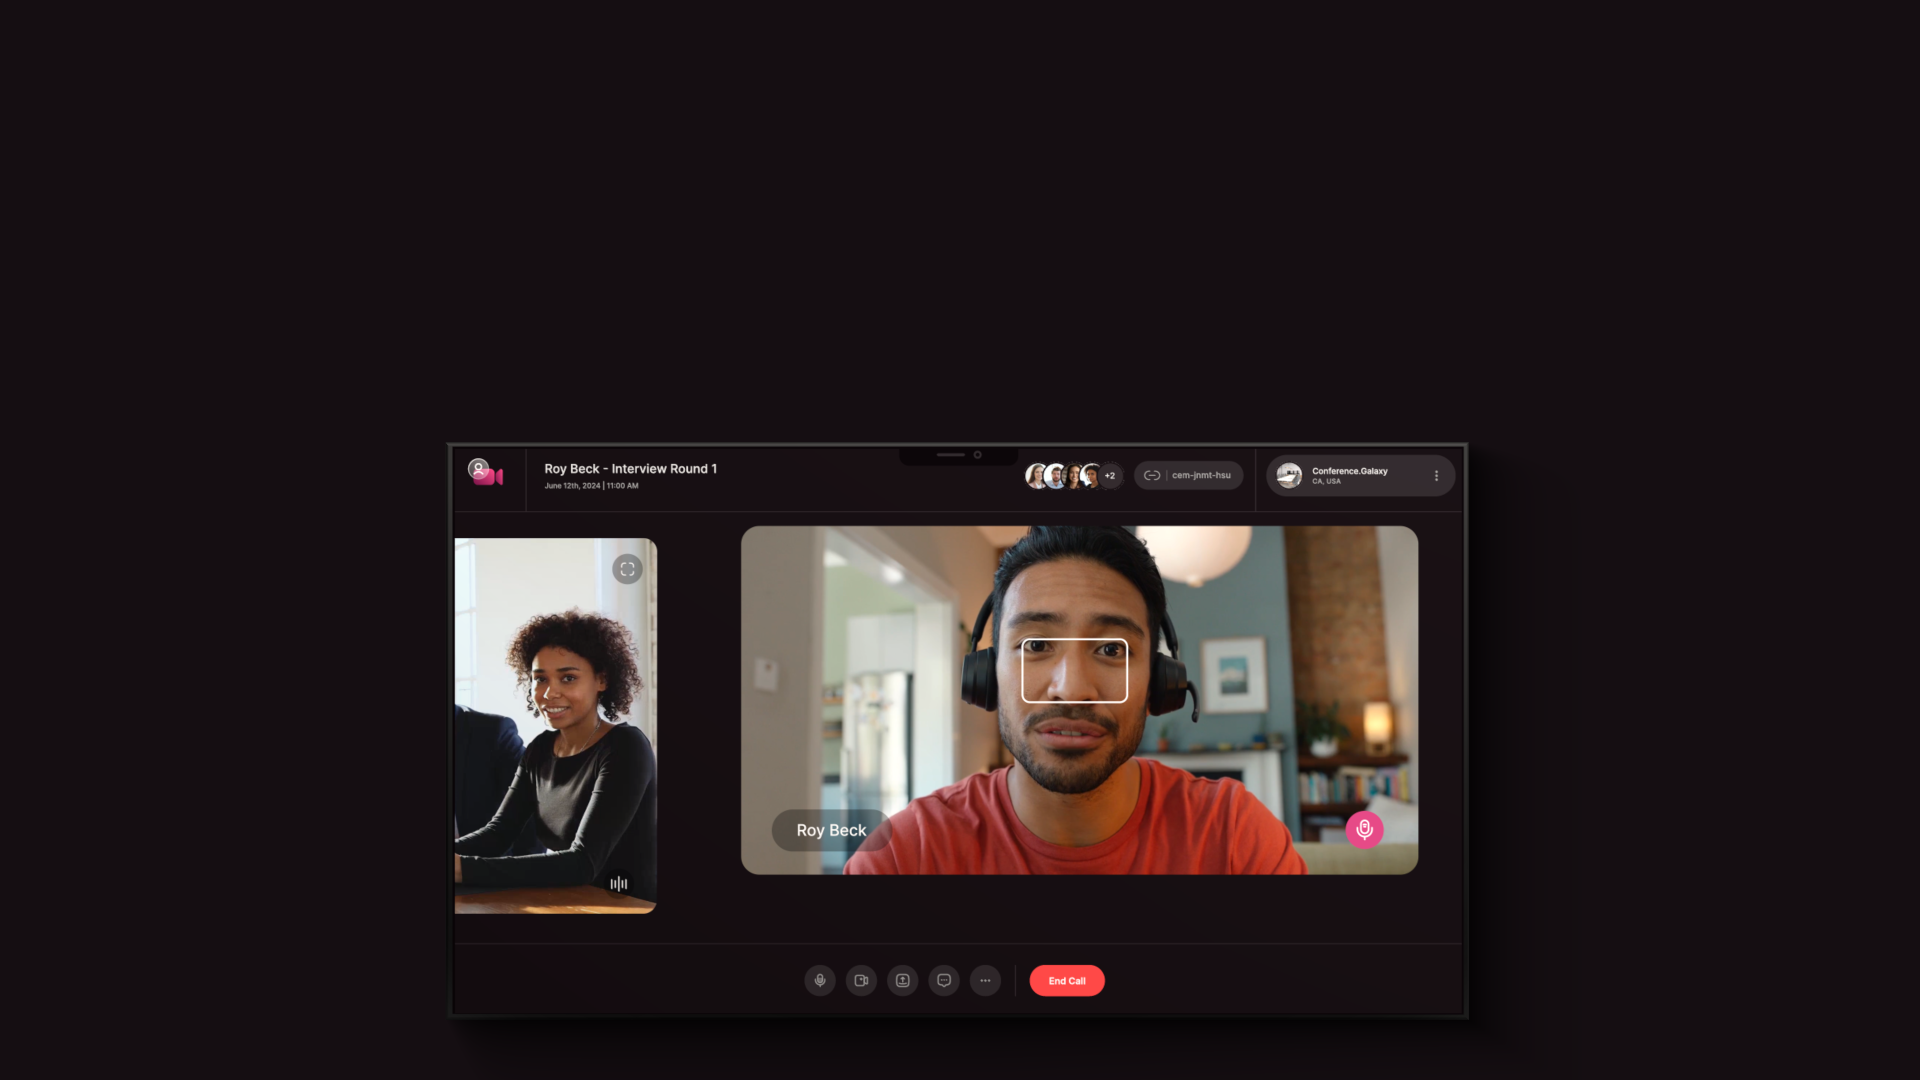 Roy Beck - Interview Round 1
June 12th, 2024 | 11:00 AM
+2
cem-jnmt-hsu
Conference.Galaxy
CA, USA
Roy Beck
End Call